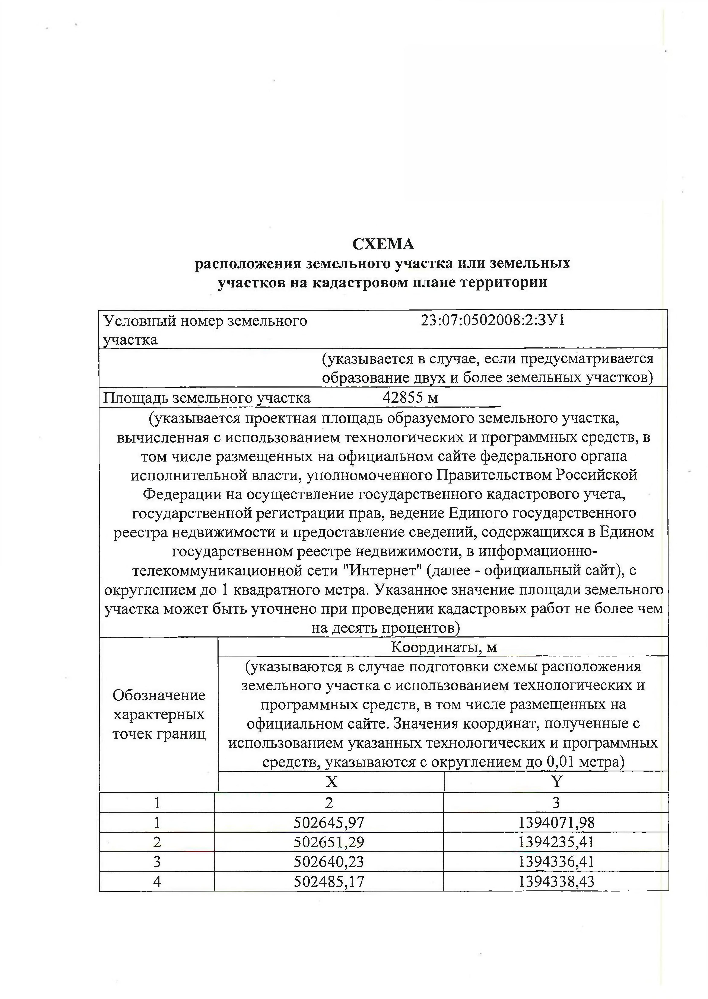 СХЕМА
расположения земельного участка или земельных
участков на кадастровом плане территории
Условный номер земельного 23:07:0502008:2:ЗУ1
участка
(указывается в случае, если предусматривается
образование двух и более земельных участков)
Площадь земельного участка 42855 м
(указывается проектная площадь образуемого земельного участка,
вычисленная с использованием технологических и программных средств, в
том числе размещенных на официальном сайте федерального органа
исполнительной власти, уполномоченного Правительством Российской
Федерации на осуществление государственного кадастрового учета,
государственной регистрации прав, ведение Единого государственного
реестра недвижимости и предоставление сведений, содержащихся в Едином
государственном реестре недвижимости, в информационно-
телекоммуникационной сети "Интернет" (далее - официальный сайт), с
округлением до 1 квадратного метра. Указанное значение площади земельного
участка может быть уточнено при проведении кадастровых работ не более чем
на десять процентов)
Обозначение
характерных
точек границ
Координаты, м
(указываются в случае подготовки схемы расположения
земельного участка с использованием технологических и
программных средств, в том числе размещенных на
официальном сайте. Значения координат, полученные с
использованием указанных технологических и программных
средств, указываются с округлением до 0,01 метра)
X Y
1 2 3
1 502645,97 1394071,98
2 502651,29 1394235,41
3 502640,23 1394336,41
4 502485,17 1394338,43